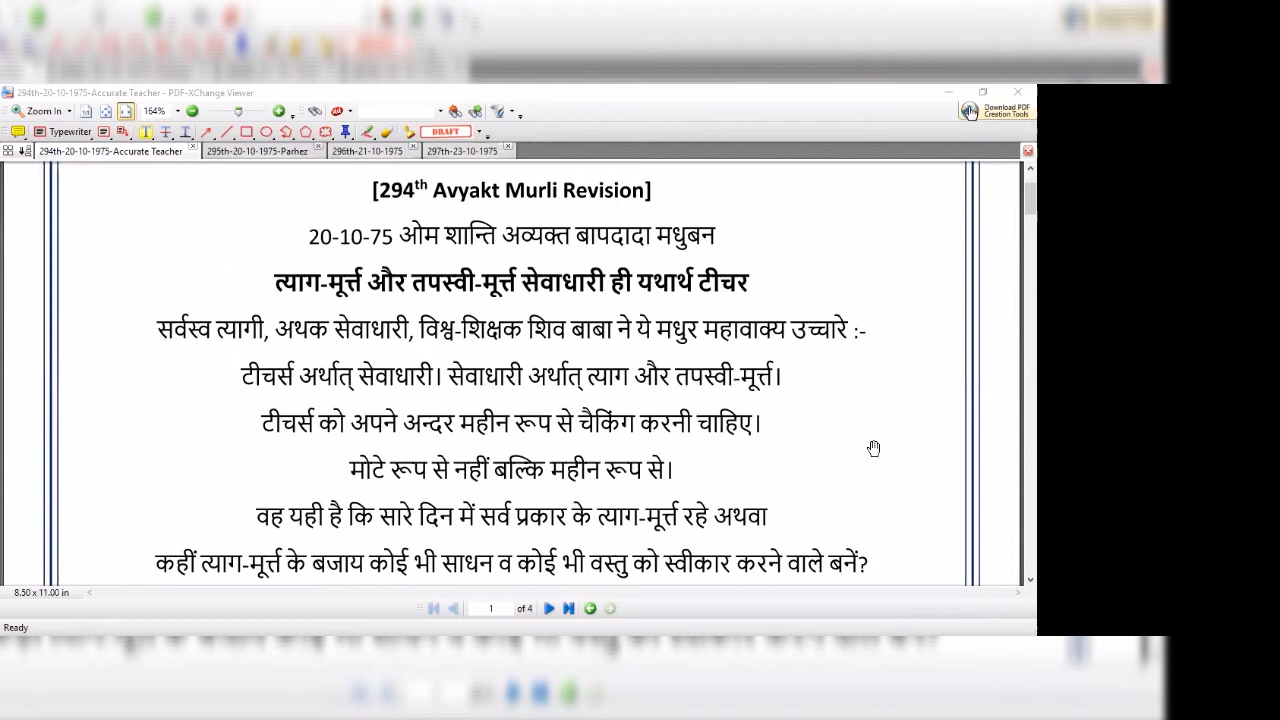 294th-20-10-1975-Accurate Teacher - PDF-XChange Viewer
Zoom In 164% Download PDF Creation Tools
Typewriter DRAFT
294th-20-10-1975-Accurate Teacher 295th-20-10-1975-Parhez 296th-21-10-1975 297th-23-10-1975
[294th Avyakt Murli Revision]
20-10-75 ओम शान्ति अव्यक्त बापदादा मधुबन
त्याग-मूर्त्त और तपस्वी-मूर्त्त सेवाधारी ही यथार्थ टीचर
सर्वस्व त्यागी, अथक सेवाधारी, विश्व-शिक्षक शिव बाबा ने ये मधुर महावाक्य उच्चारे :-
टीचर्स अर्थात् सेवाधारी। सेवाधारी अर्थात् त्याग और तपस्वी-मूर्त्त।
टीचर्स को अपने अन्दर महीन रूप से चैकिंग करनी चाहिए।
मोटे रूप से नहीं बल्कि महीन रूप से।
वह यही है कि सारे दिन में सर्व प्रकार के त्याग-मूर्त्त रहे अथवा
कहीं त्याग-मूर्त्त के बजाय कोई भी साधन व कोई भी वस्तु को स्वीकार करने वाले बनें?
8.50 x 11.00 in
1 of 4
Ready